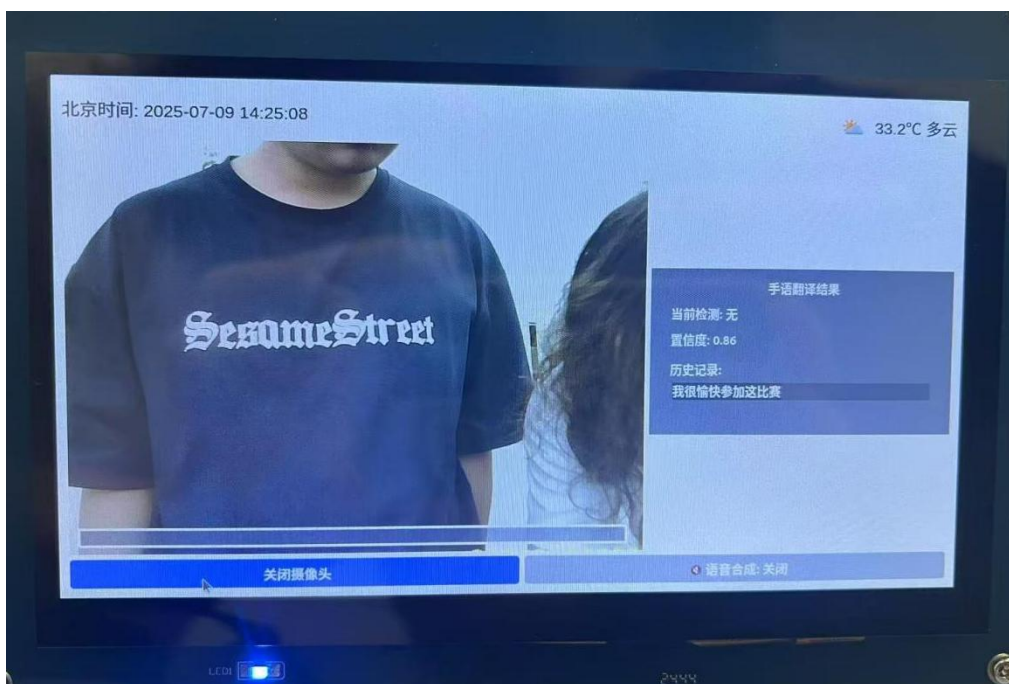 北京时间: 2025-07-09 14:25:08
33.2°C 多云
SesameStreet
手语翻译结果
当前检测: 无
置信度: 0.86
历史记录:
我很愉快参加这比赛
关闭摄像头
语音合成: 关闭
LCD1
2444